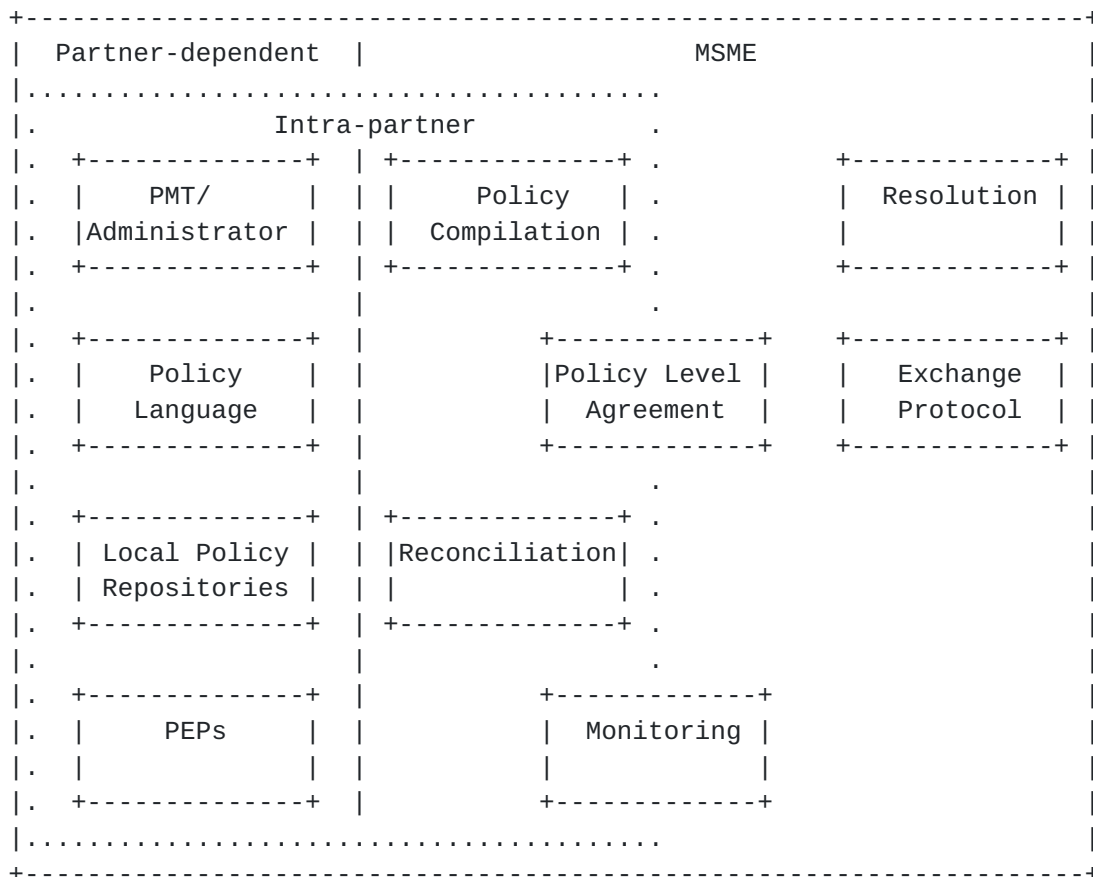 Partner-dependent MSME
Intra-partner
PMT/ Policy Resolution
Administrator Compilation
Policy Policy Level Exchange
Language Agreement Protocol
Local Policy Reconciliation
Repositories
PEPs Monitoring